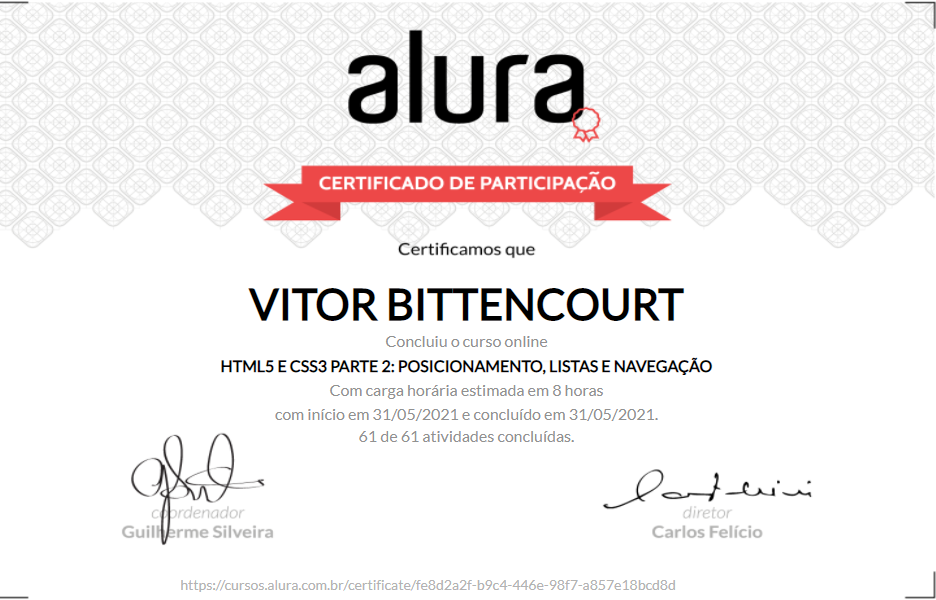 alura
CERTIFICADO DE PARTICIPAÇÃO
Certificamos que
VITOR BITTENCOURT
Concluiu o curso online
HTML5 E CSS3 PARTE 2: POSICIONAMENTO, LISTAS E NAVEGAÇÃO
Com carga horária estimada em 8 horas
com início em 31/05/2021 e concluído em 31/05/2021.
61 de 61 atividades concluídas.
coordenador
Guilherme Silveira
diretor
Carlos Felício
https://cursos.alura.com.br/certificate/fe8d2a2f-b9c4-446e-98f7-a857e18bcd8d